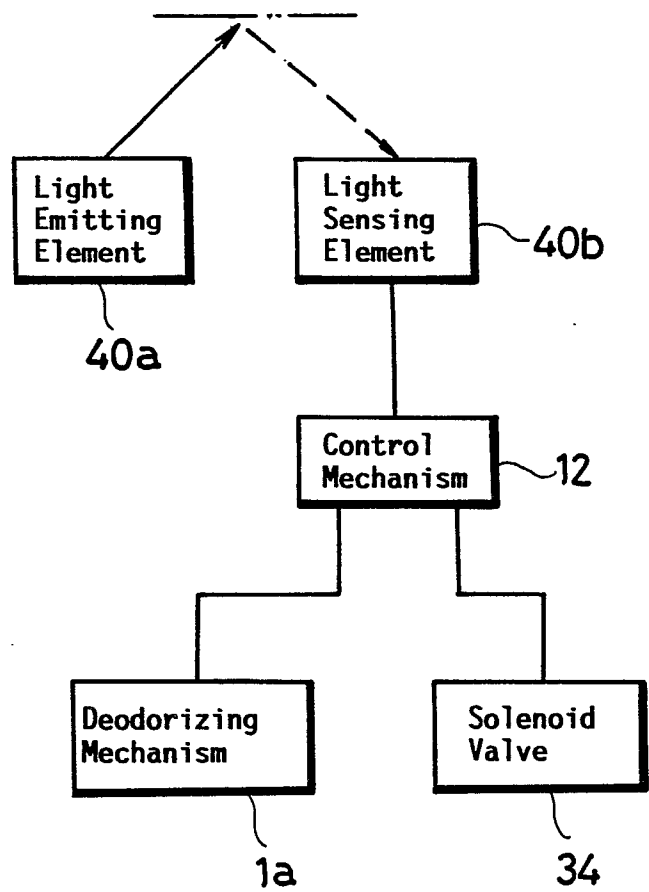 Light
Emitting
Element
40a
Light
Sensing
Element
40b
Control
Mechanism
12
Deodorizing
Mechanism
1a
Solenoid
Valve
34